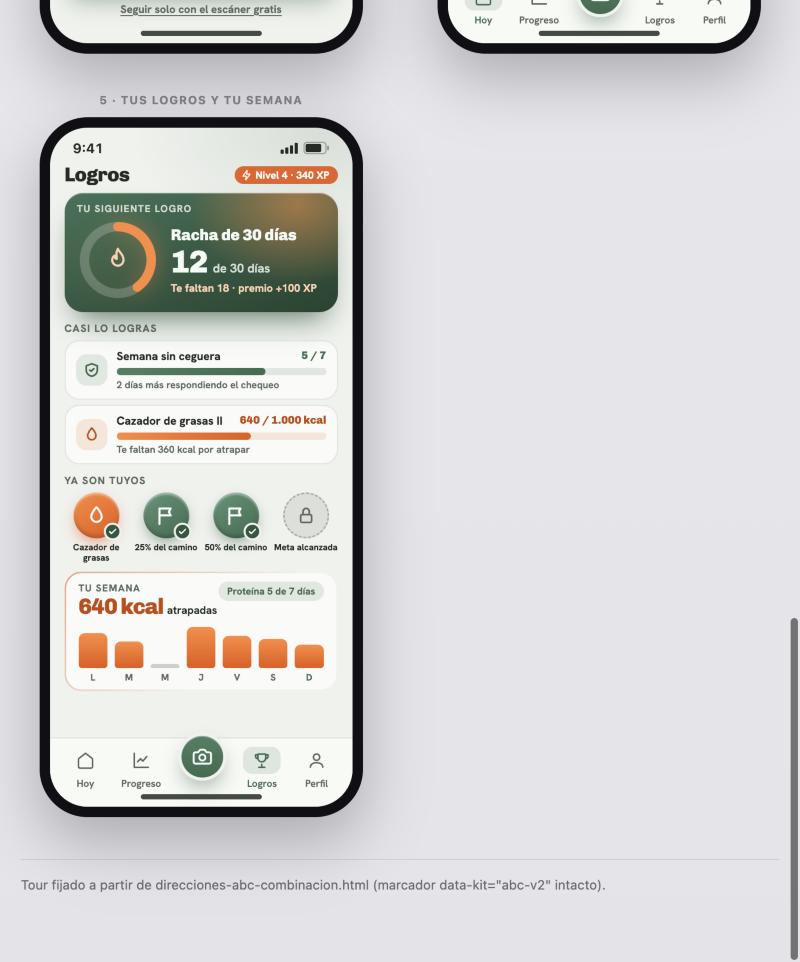 Seguir solo con el escáner gratis
Hoy
Progreso
Logros
Perfil
5 · TUS LOGROS Y TU SEMANA
9:41
Logros
Nivel 4 · 340 XP
TU SIGUIENTE LOGRO
Racha de 30 días
12 de 30 días
Te faltan 18 · premio +100 XP
CASI LO LOGRAS
Semana sin ceguera
5 / 7
2 días más respondiendo el chequeo
Cazador de grasas II
640 / 1.000 kcal
Te faltan 360 kcal por atrapar
YA SON TUYOS
Cazador de
grasas
25% del camino
50% del camino
Meta alcanzada
TU SEMANA
Proteína 5 de 7 días
640 kcal atrapadas
L M M J V S D
Hoy
Progreso
Logros
Perfil
Tour fijado a partir de direcciones-abc-combinacion.html (marcador data-kit="abc-v2" intacto).